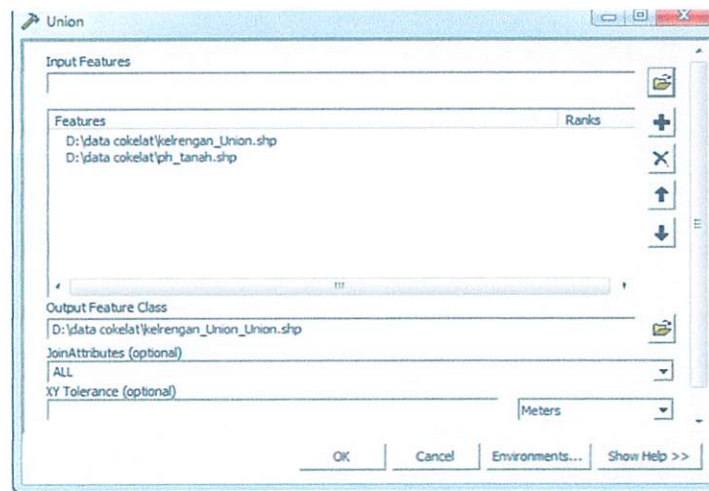 Union
Input Features
Features Ranks
D:\data cokelat\kelrengan_Union.shp
D:\data cokelat\ph_tanah.shp
Output Feature Class
D:\data cokelat\kelrengan_Union_Union.shp
JoinAttributes (optional)
ALL
XY Tolerance (optional)
Meters
OK Cancel Environments... Show Help >>